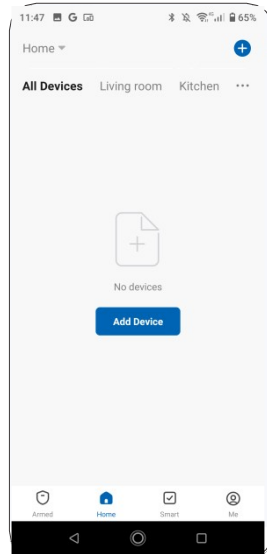 11:47 65%
Home
All Devices Living room Kitchen ...
No devices
Add Device
Armed Home Smart Me